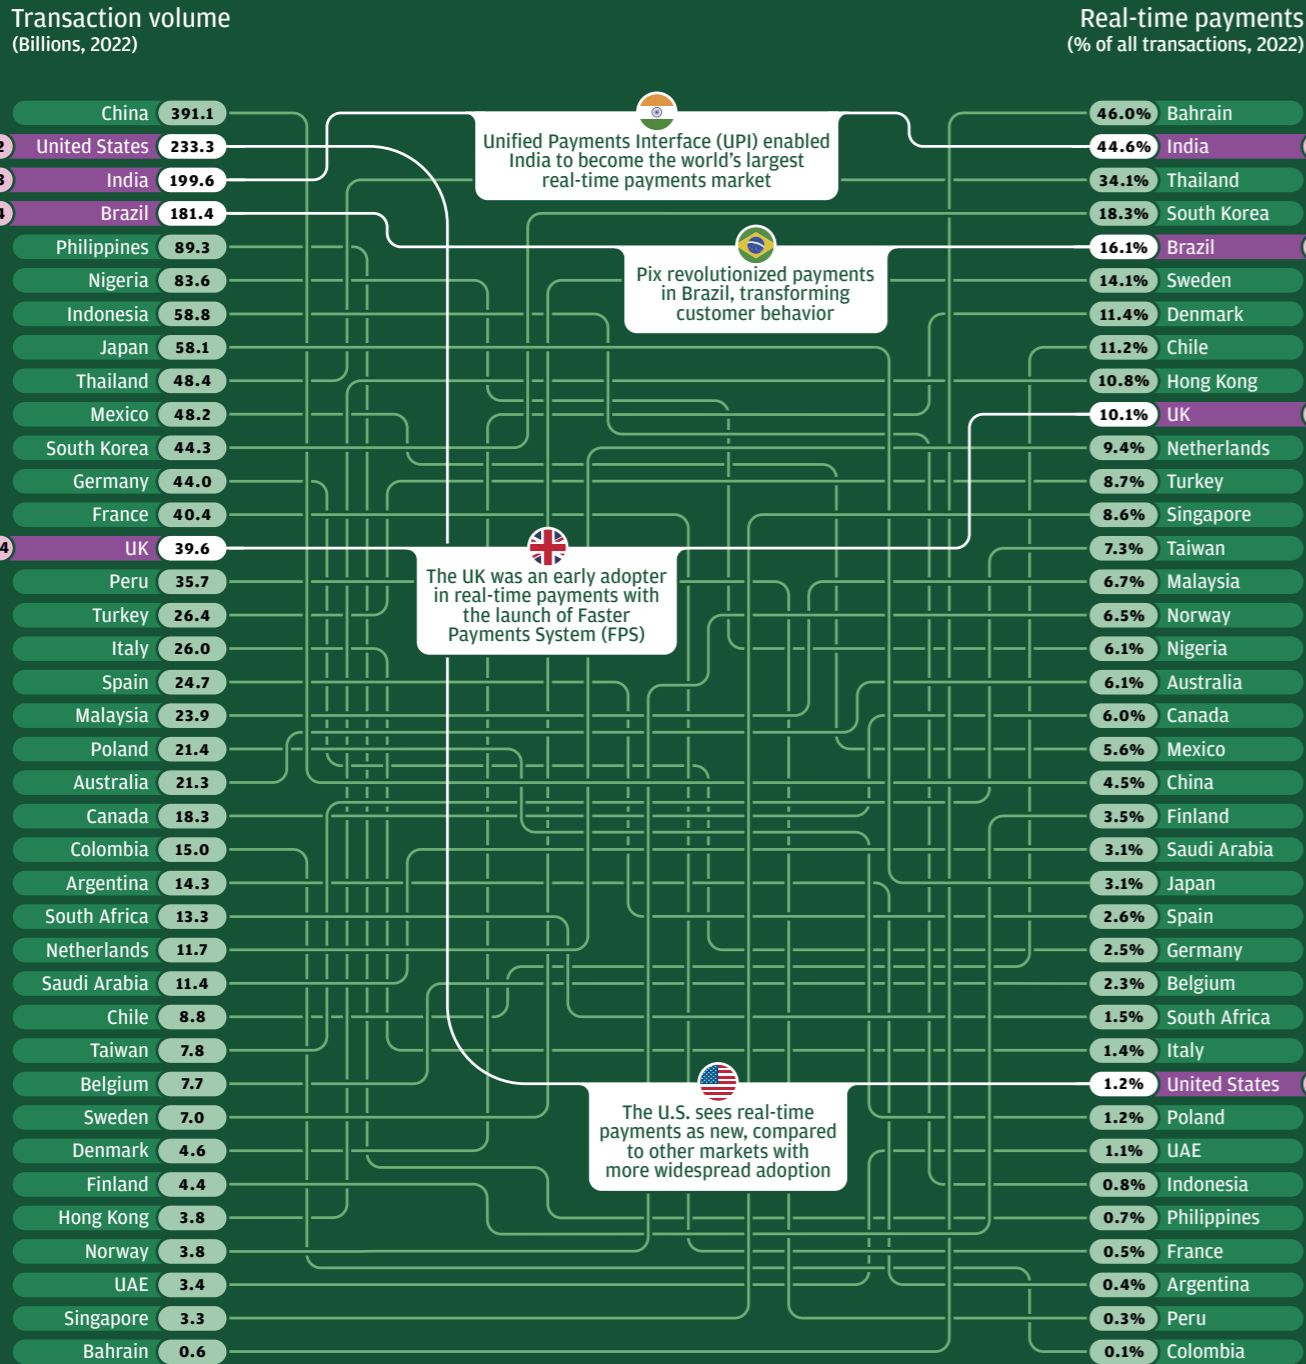 Transaction volume
(Billions, 2022)
Real-time payments
(% of all transactions, 2022)
China 391.1
2 United States 233.3
3 India 199.6
4 Brazil 181.4
Philippines 89.3
Nigeria 83.6
Indonesia 58.8
Japan 58.1
Thailand 48.4
Mexico 48.2
South Korea 44.3
Germany 44.0
France 40.4
4 UK 39.6
Peru 35.7
Turkey 26.4
Italy 26.0
Spain 24.7
Malaysia 23.9
Poland 21.4
Australia 21.3
Canada 18.3
Colombia 15.0
Argentina 14.3
South Africa 13.3
Netherlands 11.7
Saudi Arabia 11.4
Chile 8.8
Taiwan 7.8
Belgium 7.7
Sweden 7.0
Denmark 4.6
Finland 4.4
Hong Kong 3.8
Norway 3.8
UAE 3.4
Singapore 3.3
Bahrain 0.6
Unified Payments Interface (UPI) enabled
India to become the world's largest
real-time payments market
Pix revolutionized payments
in Brazil, transforming
customer behavior
The UK was an early adopter
in real-time payments with
the launch of Faster
Payments System (FPS)
The U.S. sees real-time
payments as new, compared
to other markets with
more widespread adoption
46.0% Bahrain
44.6% India
34.1% Thailand
18.3% South Korea
16.1% Brazil
14.1% Sweden
11.4% Denmark
11.2% Chile
10.8% Hong Kong
10.1% UK
9.4% Netherlands
8.7% Turkey
8.6% Singapore
7.3% Taiwan
6.7% Malaysia
6.5% Norway
6.1% Nigeria
6.1% Australia
6.0% Canada
5.6% Mexico
4.5% China
3.5% Finland
3.1% Saudi Arabia
3.1% Japan
2.6% Spain
2.5% Germany
2.3% Belgium
1.5% South Africa
1.4% Italy
1.2% United States
1.2% Poland
1.1% UAE
0.8% Indonesia
0.7% Philippines
0.5% France
0.4% Argentina
0.3% Peru
0.1% Colombia